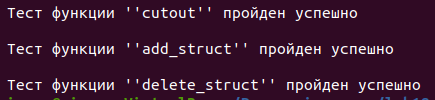 Тест функции ''cutout'' пройден успешно
Тест функции ''add_struct'' пройден успешно
Тест функции ''delete_struct'' пройден успешно